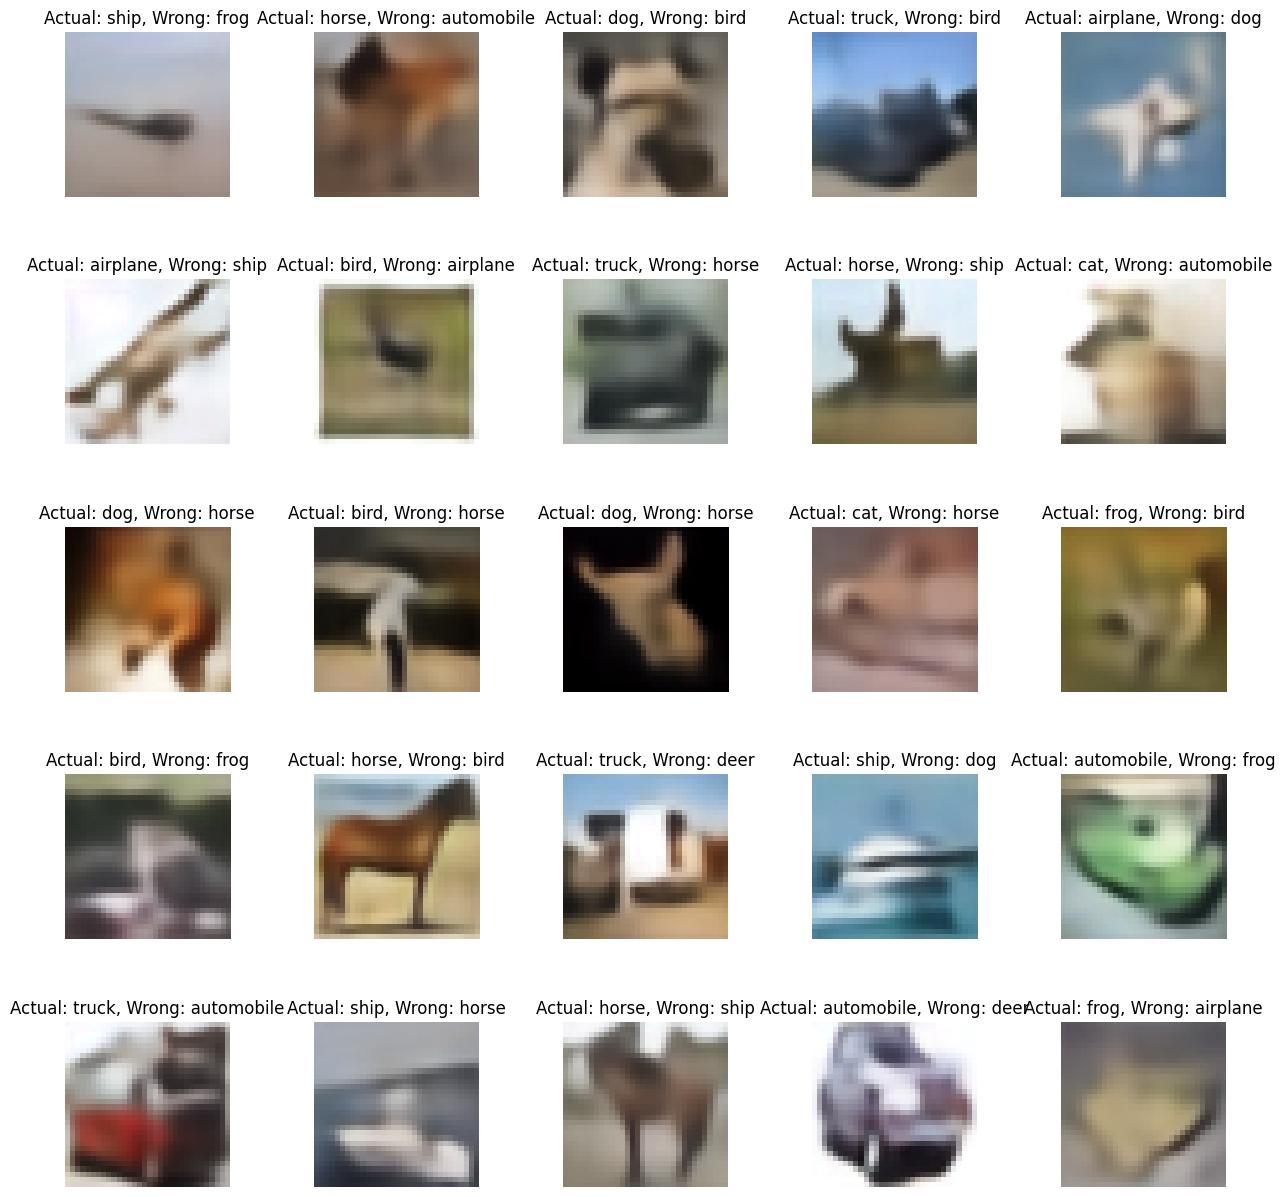 Actual: ship, Wrong: frog
Actual: horse, Wrong: automobile
Actual: dog, Wrong: bird
Actual: truck, Wrong: bird
Actual: airplane, Wrong: dog
Actual: airplane, Wrong: ship
Actual: bird, Wrong: airplane
Actual: truck, Wrong: horse
Actual: horse, Wrong: ship
Actual: cat, Wrong: automobile
Actual: dog, Wrong: horse
Actual: bird, Wrong: horse
Actual: dog, Wrong: horse
Actual: cat, Wrong: horse
Actual: frog, Wrong: bird
Actual: bird, Wrong: frog
Actual: horse, Wrong: bird
Actual: truck, Wrong: deer
Actual: ship, Wrong: dog
Actual: automobile, Wrong: frog
Actual: truck, Wrong: automobile
Actual: ship, Wrong: horse
Actual: horse, Wrong: ship
Actual: automobile, Wrong: deer
Actual: frog, Wrong: airplane